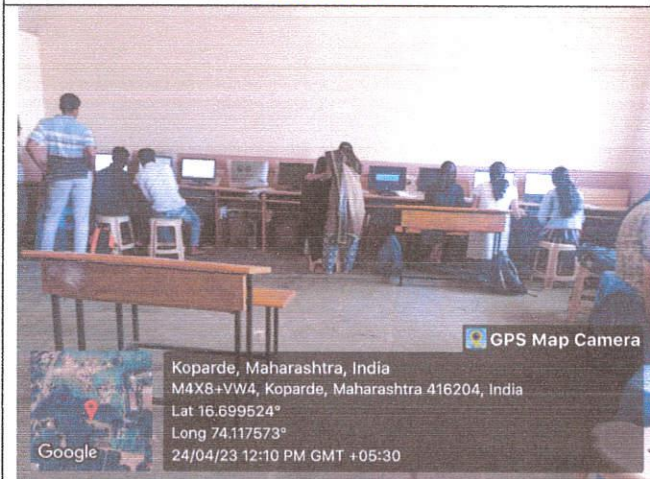 GPS Map Camera
Koparde, Maharashtra, India
M4X8+VW4, Koparde, Maharashtra 416204, India
Lat 16.699524°
Long 74.117573°
24/04/23 12:10 PM GMT +05:30
Google